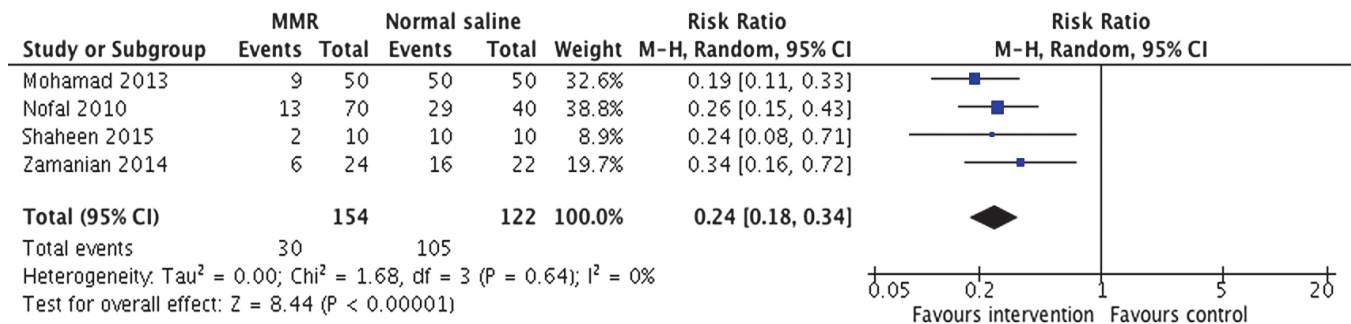 MMR Normal saline Risk Ratio Risk Ratio
Study or Subgroup Events Total Events Total Weight M-H, Random, 95% CI M-H, Random, 95% CI
Mohamad 2013 9 50 50 50 32.6% 0.19 [0.11, 0.33]
Nofal 2010 13 70 29 40 38.8% 0.26 [0.15, 0.43]
Shaheen 2015 2 10 10 10 8.9% 0.24 [0.08, 0.71]
Zamanian 2014 6 24 16 22 19.7% 0.34 [0.16, 0.72]
Total (95% CI) 154 122 100.0% 0.24 [0.18, 0.34]
Total events 30 105
Heterogeneity: Tau² = 0.00; Chi² = 1.68, df = 3 (P = 0.64); I² = 0%
Test for overall effect: Z = 8.44 (P < 0.00001)
0.05 0.2 1 5 20
Favours intervention Favours control